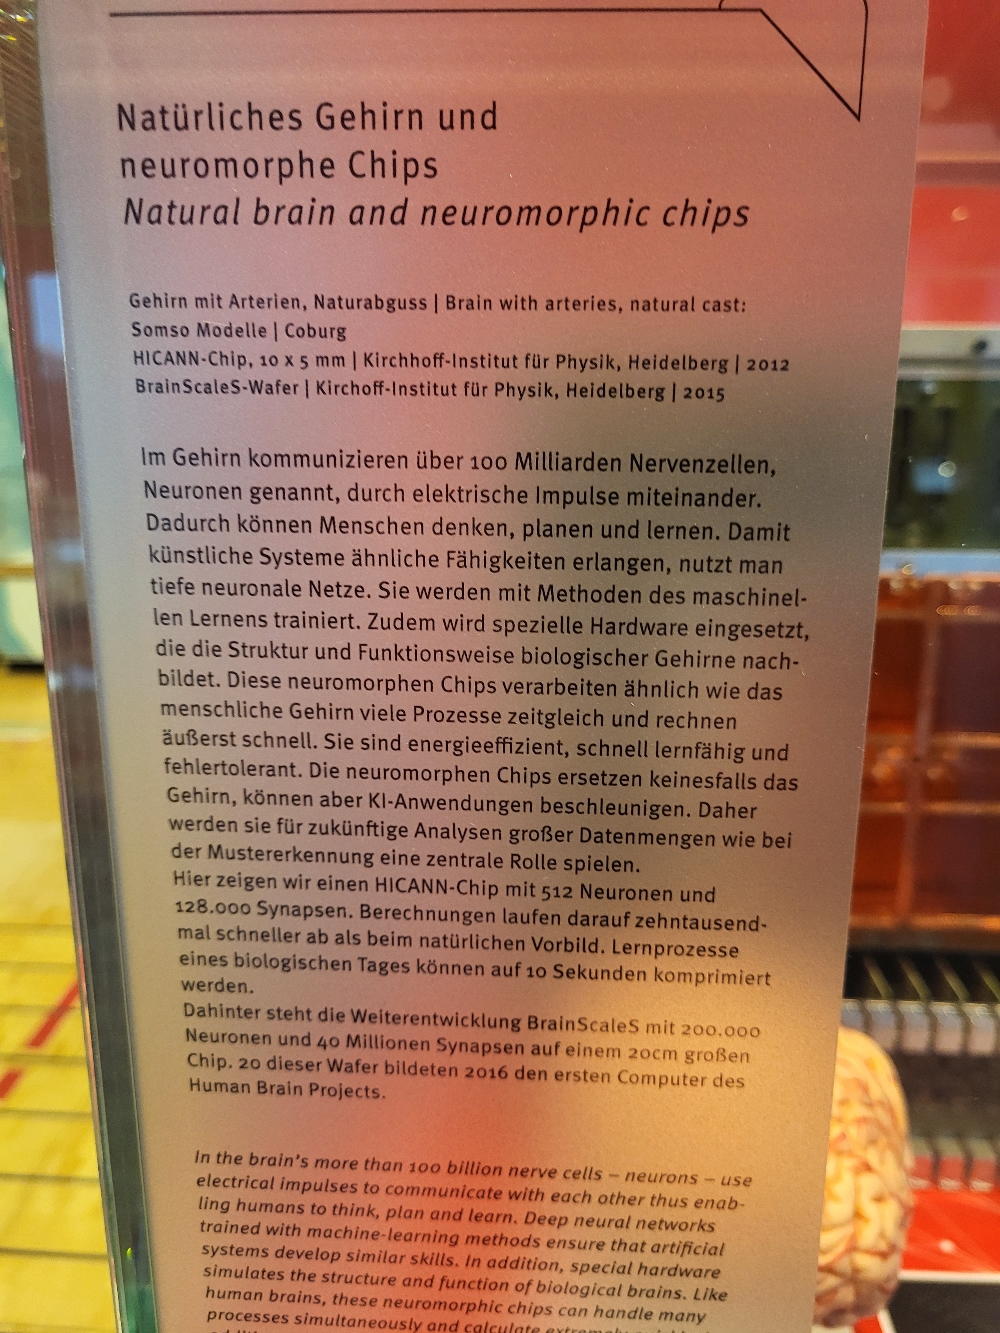 Natürliches Gehirn und
neuromorphe Chips
Natural brain and neuromorphic chips
Gehirn mit Arterien, Naturabguss | Brain with arteries, natural cast:
Somso Modelle | Coburg
HICANN-Chip, 10 x 5 mm | Kirchhoff-Institut für Physik, Heidelberg | 2012
BrainScaleS-Wafer | Kirchoff-Institut für Physik, Heidelberg | 2015
Im Gehirn kommunizieren über 100 Milliarden Nervenzellen,
Neuronen genannt, durch elektrische Impulse miteinander.
Dadurch können Menschen denken, planen und lernen. Damit
künstliche Systeme ähnliche Fähigkeiten erlangen, nutzt man
tiefe neuronale Netze. Sie werden mit Methoden des maschinel-
len Lernens trainiert. Zudem wird spezielle Hardware eingesetzt,
die die Struktur und Funktionsweise biologischer Gehirne nach-
bildet. Diese neuromorphen Chips verarbeiten ähnlich wie das
menschliche Gehirn viele Prozesse zeitgleich und rechnen
äußerst schnell. Sie sind energieeffizient, schnell lernfähig und
fehlertolerant. Die neuromorphen Chips ersetzen keinesfalls das
Gehirn, können aber KI-Anwendungen beschleunigen. Daher
werden sie für zukünftige Analysen großer Datenmengen wie bei
der Mustererkennung eine zentrale Rolle spielen.
Hier zeigen wir einen HICANN-Chip mit 512 Neuronen und
128.000 Synapsen. Berechnungen laufen darauf zehntausend-
mal schneller ab als beim natürlichen Vorbild. Lernprozesse
eines biologischen Tages können auf 10 Sekunden komprimiert
werden.
Dahinter steht die Weiterentwicklung BrainScaleS mit 200.000
Neuronen und 40 Millionen Synapsen auf einem 20cm großen
Chip. 20 dieser Wafer bildeten 2016 den ersten Computer des
Human Brain Projects.
In the brain's more than 100 billion nerve cells – neurons – use
electrical impulses to communicate with each other thus enab-
ling humans to think, plan and learn. Deep neural networks
trained with machine-learning methods ensure that artificial
systems develop similar skills. In addition, special hardware
simulates the structure and function of biological brains. Like
human brains, these neuromorphic chips can handle many
processes simultaneously and calculate extremely